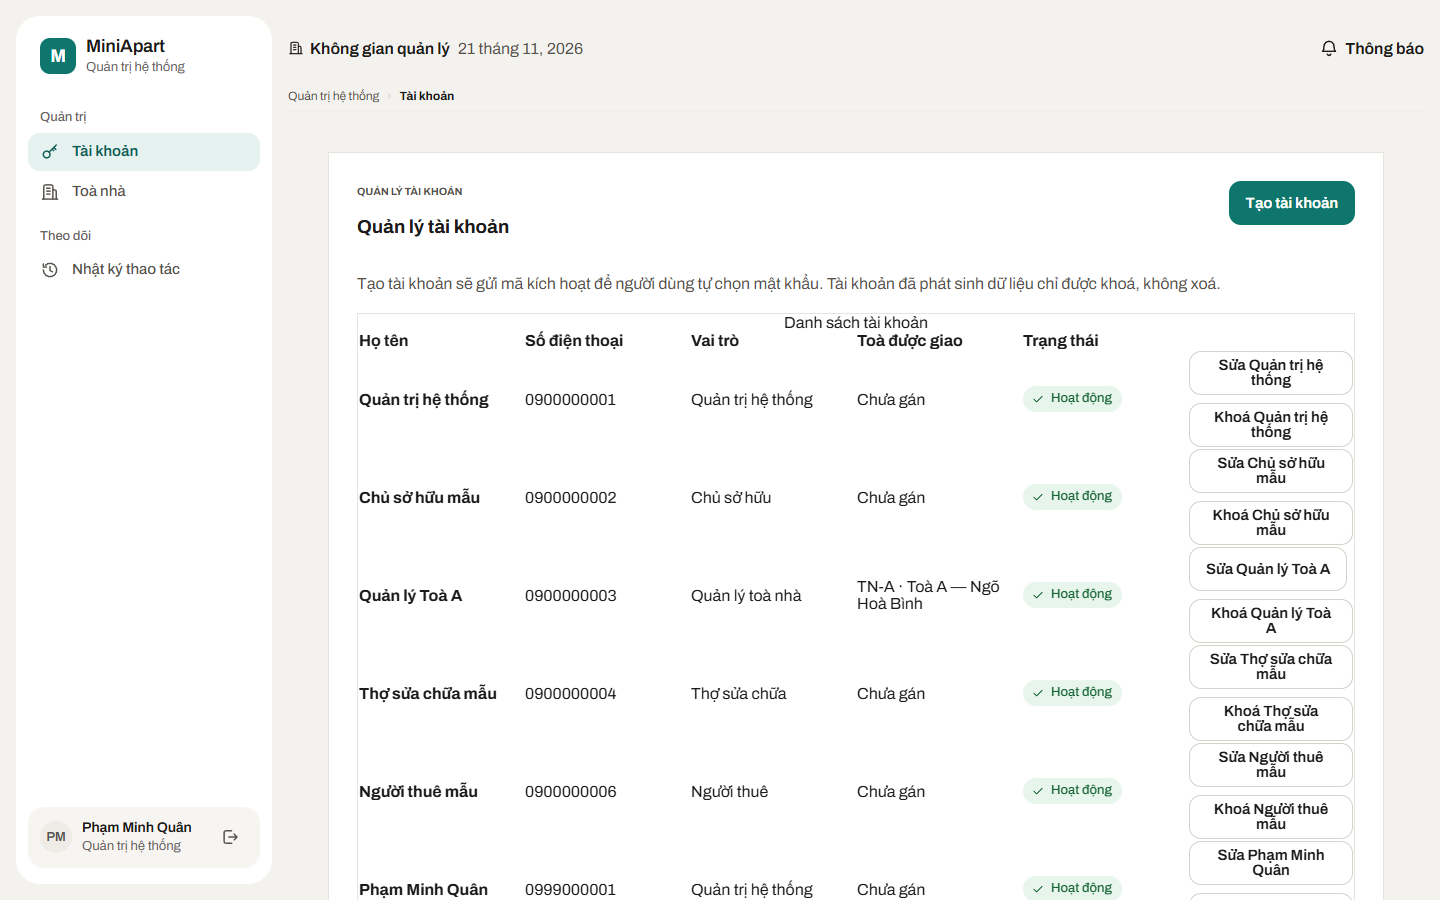 M
MiniApart
Quản trị hệ thống
Quản trị
Tài khoản
Toà nhà
Theo dõi
Nhật ký thao tác
PM
Phạm Minh Quân
Quản trị hệ thống
Không gian quản lý 21 tháng 11, 2026
Thông báo
Quản trị hệ thống
Tài khoản
QUẢN LÝ TÀI KHOẢN
Quản lý tài khoản
Tạo tài khoản
Tạo tài khoản sẽ gửi mã kích hoạt để người dùng tự chọn mật khẩu. Tài khoản đã phát sinh dữ liệu chỉ được khoá, không xoá.
Danh sách tài khoản
Họ tên Số điện thoại Vai trò Toà được giao Trạng thái
Quản trị hệ thống 0900000001 Quản trị hệ thống Chưa gán Hoạt động
Sửa Quản trị hệ
thống
Khoá Quản trị hệ
thống
Chủ sở hữu mẫu 0900000002 Chủ sở hữu Chưa gán Hoạt động
Sửa Chủ sở hữu
mẫu
Khoá Chủ sở hữu
mẫu
Quản lý Toà A 0900000003 Quản lý toà nhà
TN-A · Toà A — Ngõ
Hoà Bình
Hoạt động
Sửa Quản lý Toà A
Khoá Quản lý Toà
A
Thợ sửa chữa mẫu 0900000004 Thợ sửa chữa Chưa gán Hoạt động
Sửa Thợ sửa chữa
mẫu
Khoá Thợ sửa
chữa mẫu
Người thuê mẫu 0900000006 Người thuê Chưa gán Hoạt động
Sửa Người thuê
mẫu
Khoá Người thuê
mẫu
Phạm Minh Quân 0999000001 Quản trị hệ thống Chưa gán Hoạt động
Sửa Phạm Minh
Quân